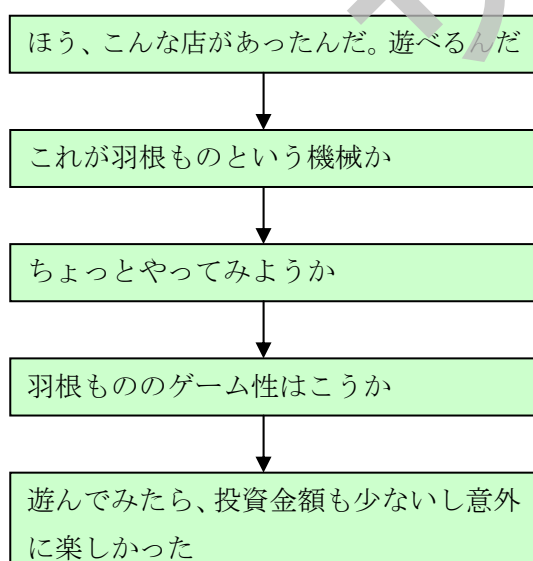 ほう、こんな店があったんだ。遊べるんだ
これが羽根ものという機械か
ちょっとやってみようか
羽根もののゲーム性はこうか
遊んでみたら、投資金額も少ないし意外
に楽しかった